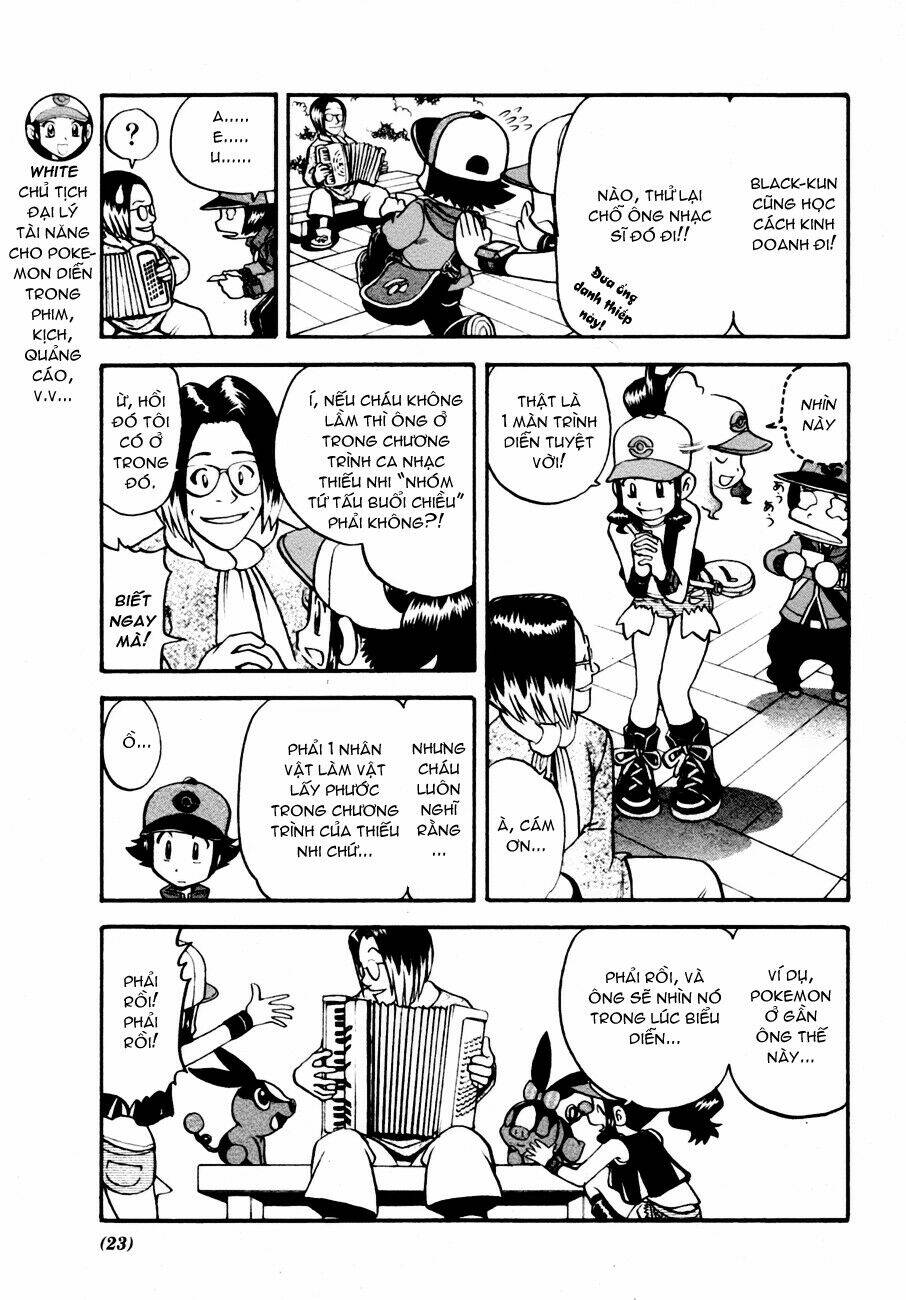 WHITE
CHỦ TỊCH
ĐẠI LÝ
TÀI NĂNG
CHO POKE-
MON DIỄN
TRONG
PHIM,
KỊCH,
QUẢNG
CÁO,
V.V...
BLACK-KUN
CŨNG HỌC
CÁCH KINH
DOANH ĐI!
NÀO, THỬ LẠI
CHỖ ÔNG NHẠC
SĨ ĐÓ ĐI!!
Đưa ổng
danh thiếp
này!
A.....
E.....
U......
?
NHÌN
NÀY
THẬT LÀ
1 MÀN TRÌNH
DIỄN TUYỆT
VỜI!
あぅ
あぅ
À, CÁM
ƠN...
Í, NẾU CHÁU KHÔNG
LẦM THÌ ÔNG Ở
TRONG CHƯƠNG
TRÌNH CA NHẠC
THIẾU NHI "NHÓM
TỨ TẤU BUỔI CHIỀU"
PHẢI KHÔNG?!
Ừ, HỒI
ĐÓ TÔI
CÓ Ở
TRONG
ĐÓ.
BIẾT
NGAY
MÀ!
NHƯNG
CHÁU
LUÔN
NGHĨ
RẰNG
...
PHẢI 1 NHÂN
VẬT LÀM VẬT
LẤY PHƯỚC
TRONG CHƯƠNG
TRÌNH CỦA THIẾU
NHI CHỨ...
Ồ...
VÍ DỤ,
POKEMON
Ở GẦN
ÔNG THẾ
NÀY...
PHẢI RỒI, VÀ
ÔNG SẼ NHÌN NÓ
TRONG LÚC BIỂU
DIỄN...
PHẢI
RỒI!
PHẢI
RỒI!
(23)